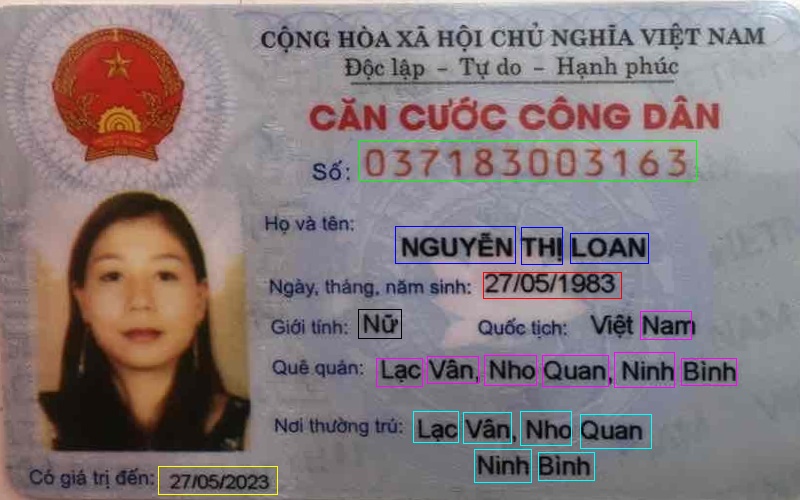 CỘNG HÒA XÃ HỘI CHỦ NGHĨA VIỆT NAM
Độc lập – Tự do – Hạnh phúc
CĂN CƯỚC CÔNG DÂN
Số: 037183003163
Họ và tên:
NGUYỄN THỊ LOAN
Ngày, tháng, năm sinh: 27/05/1983
Giới tính: Nữ Quốc tịch: Việt Nam
Quê quán: Lạc Vân, Nho Quan, Ninh Bình
Nơi thường trú: Lạc Vân, Nho Quan
Ninh Bình
Có giá trị đến: 27/05/2023